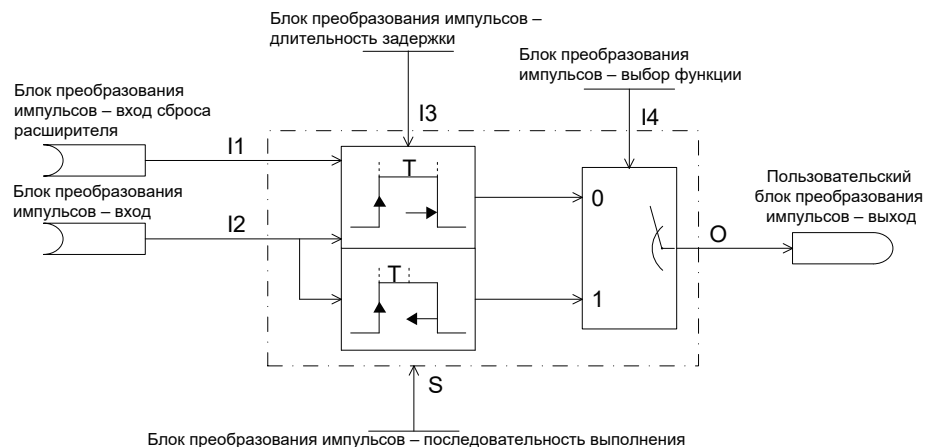 Блок преобразования импульсов –
длительность задержки
Блок преобразования
импульсов – выбор функции
Блок преобразования
импульсов – вход сброса
расширителя
I3
I4
I1
T
Пользовательский
блок преобразования
импульсов – выход
Блок преобразования
импульсов – вход
0
I2
O
T
1
S
Блок преобразования импульсов – последовательность выполнения